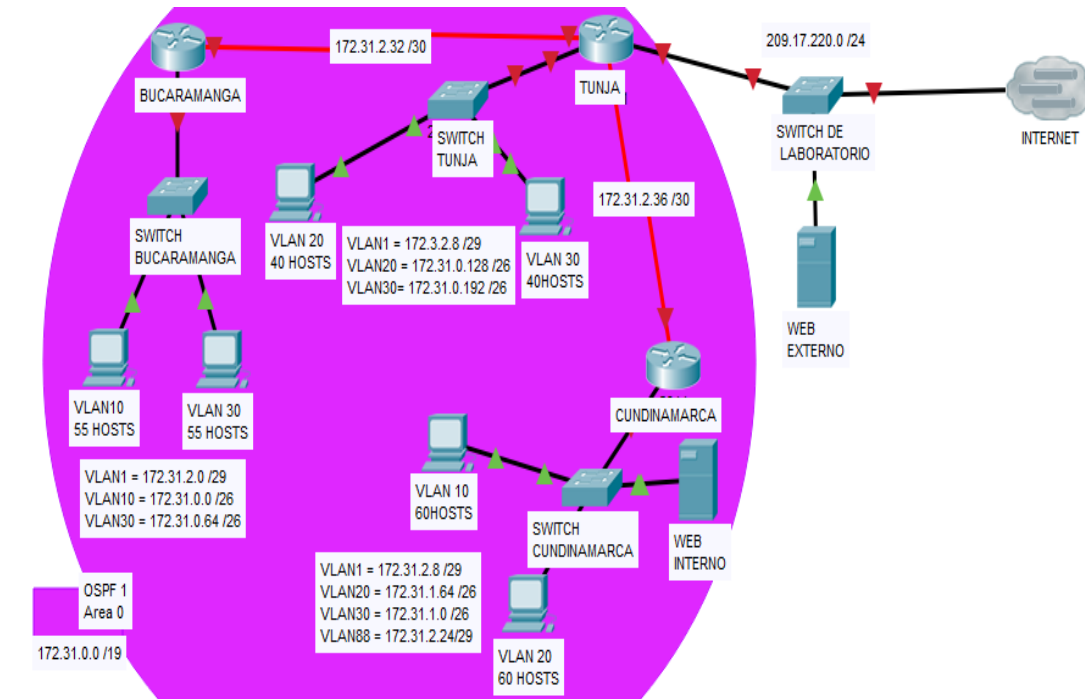 172.31.2.32 /30
209.17.220.0 /24
BUCARAMANGA
TUNJA
SWITCH
TUNJA
SWITCH DE
LABORATORIO
INTERNET
172.31.2.36 /30
SWITCH
BUCARAMANGA
VLAN 20
40 HOSTS
VLAN1 = 172.3.2.8 /29
VLAN20 = 172.31.0.128 /26
VLAN30= 172.31.0.192 /26
VLAN 30
40HOSTS
WEB
EXTERNO
VLAN10
55 HOSTS
VLAN 30
55 HOSTS
CUNDINAMARCA
VLAN1 = 172.31.2.0 /29
VLAN10 = 172.31.0.0 /26
VLAN30 = 172.31.0.64 /26
VLAN 10
60HOSTS
SWITCH
CUNDINAMARCA
WEB
INTERNO
VLAN1 = 172.31.2.8 /29
VLAN20 = 172.31.1.64 /26
VLAN30 = 172.31.1.0 /26
VLAN88 = 172.31.2.24/29
OSPF 1
Area 0
172.31.0.0 /19
VLAN 20
60 HOSTS